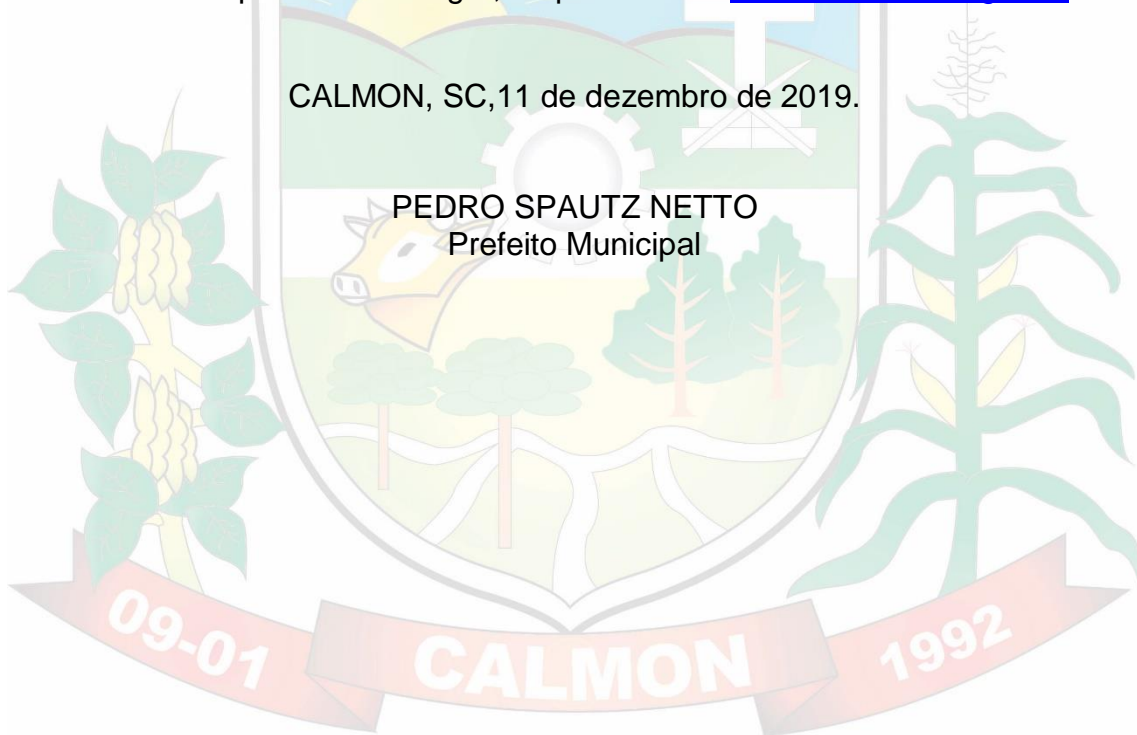 CALMON, SC,11 de dezembro de 2019.
PEDRO SPAUTZ NETTO
Prefeito Municipal
09-01 CALMON 1992